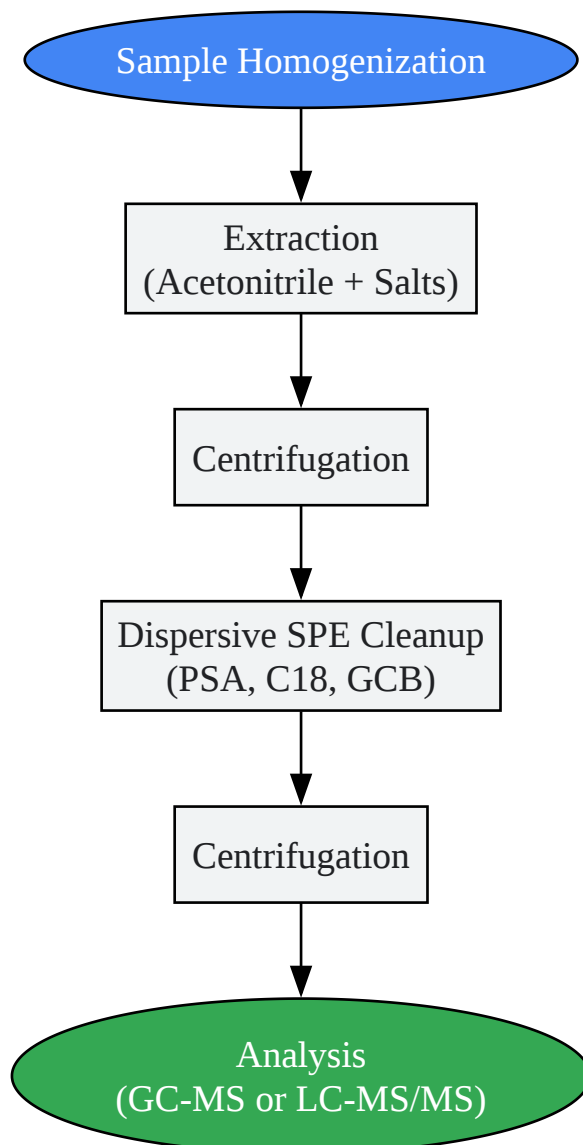 Sample Homogenization
Extraction
(Acetonitrile + Salts)
Centrifugation
Dispersive SPE Cleanup
(PSA, C18, GCB)
Centrifugation
Analysis
(GC-MS or LC-MS/MS)